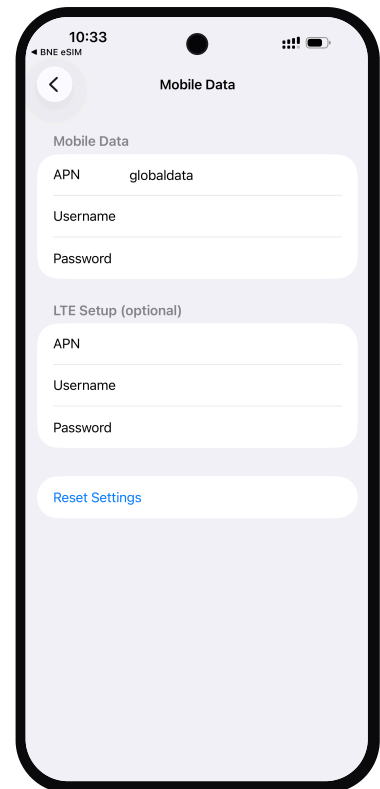 10:33
◀ BNE eSIM
Mobile Data
Mobile Data
APN globaldata
Username
Password
LTE Setup (optional)
APN
Username
Password
Reset Settings